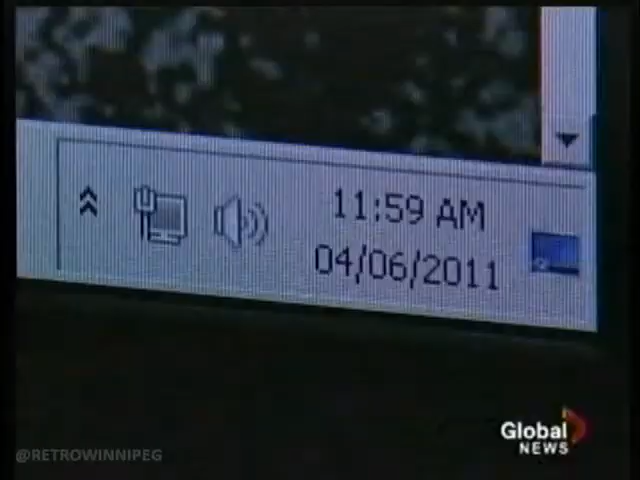 11:59 AM
04/06/2011
Global
NEWS
@RETROWINNIPEG